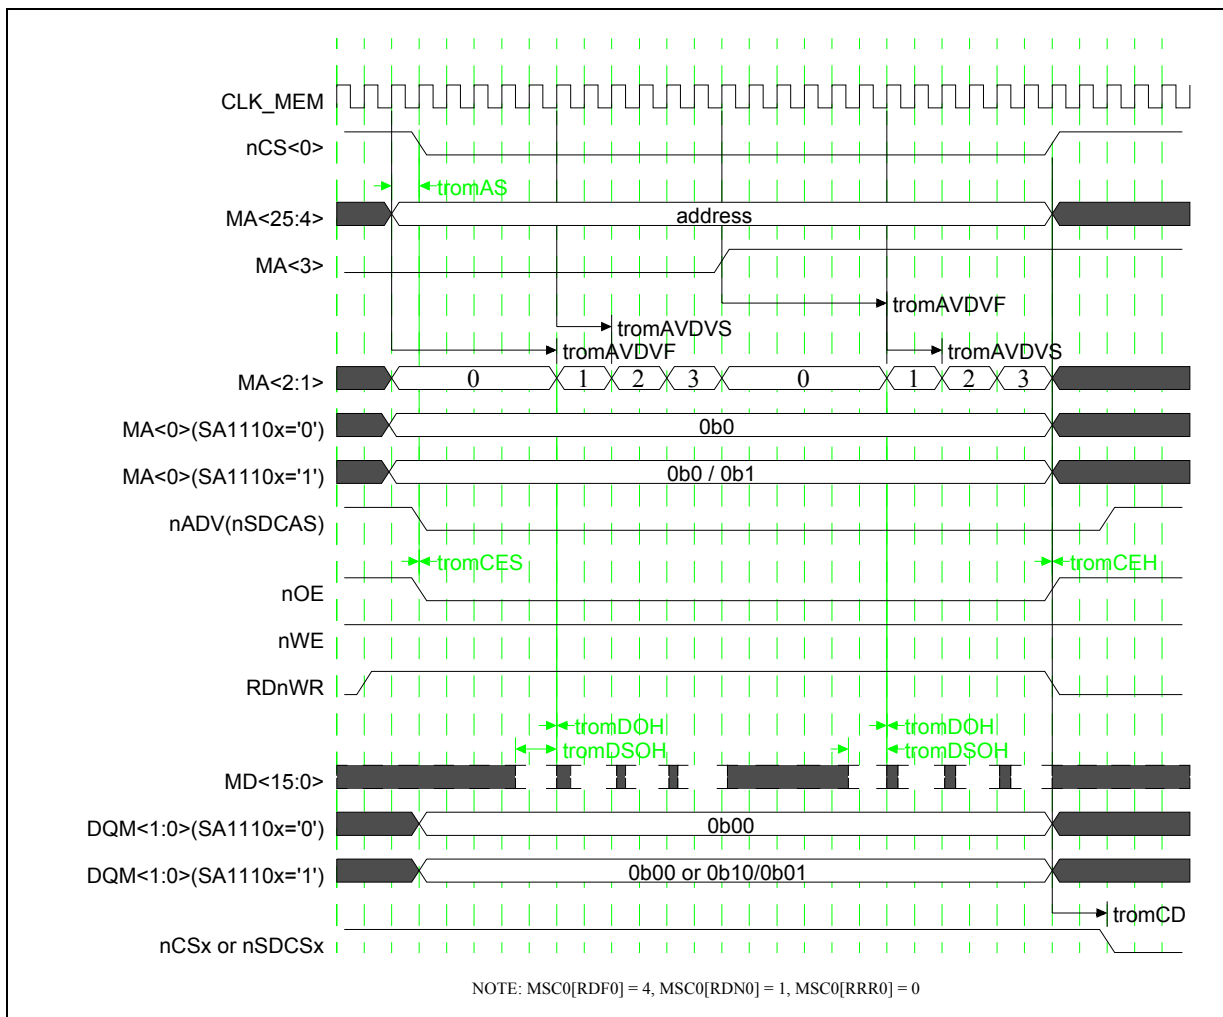 CLK_MEM
nCS<0>
tromAS
MA<25:4>
address
MA<3>
tromAVDVF
tromAVDVS
tromAVDVF
tromAVDVS
MA<2:1>
0 1 2 3 0 1 2 3
MA<0>(SA1110x='0')
0b0
MA<0>(SA1110x='1')
0b0 / 0b1
nADV(nSDCAS)
tromCES
tromCEH
nOE
nWE
RDnWR
tromDOH
tromDOH
tromDSOH
tromDSOH
MD<15:0>
DQM<1:0>(SA1110x='0')
0b00
DQM<1:0>(SA1110x='1')
0b00 or 0b10/0b01
tromCD
nCSx or nSDCSx
NOTE: MSC0[RDF0] = 4, MSC0[RDN0] = 1, MSC0[RRR0] = 0